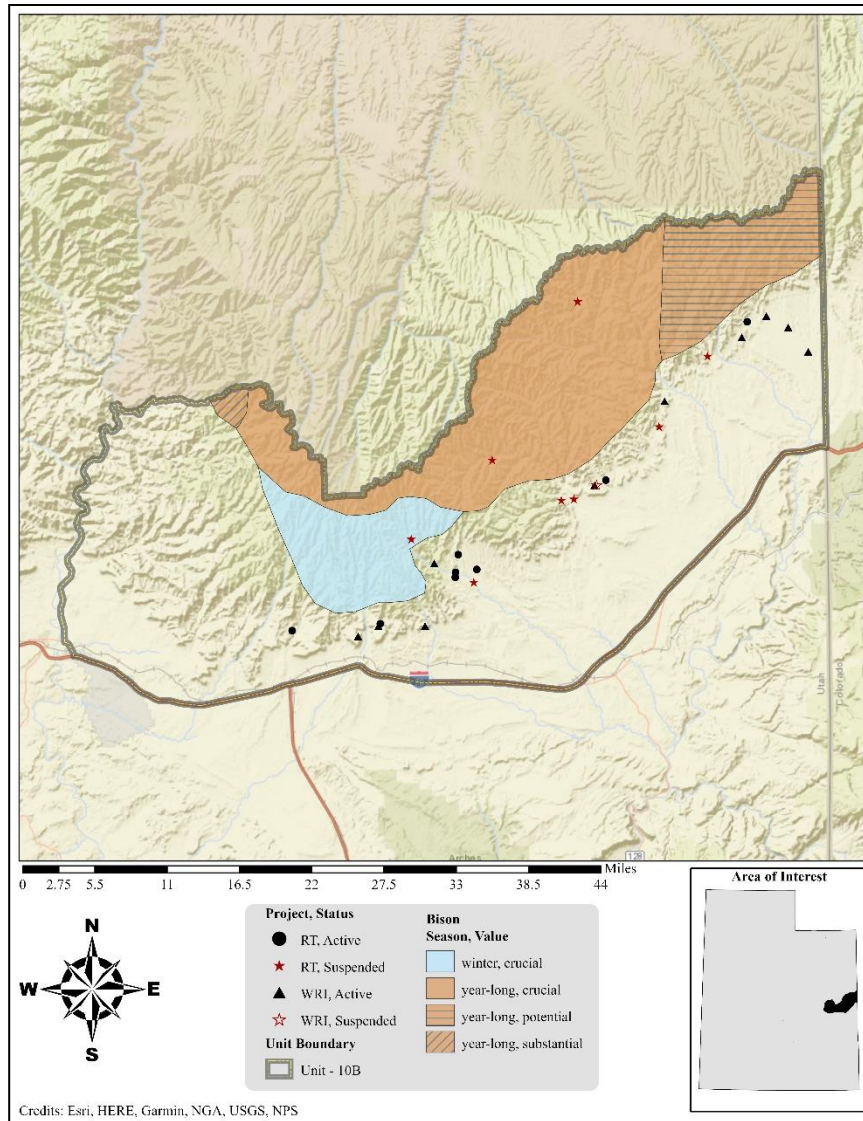 Utah
Colorado
Arches
128
Miles
0 2.75 5.5 11 16.5 22 27.5 33 38.5 44
N
W E
S
Project, Status
RT, Active
RT, Suspended
WRI, Active
WRI, Suspended
Unit Boundary
Unit - 10B
Bison
Season, Value
winter, crucial
year-long, crucial
year-long, potential
year-long, substantial
Area of Interest
Credits: Esri, HERE, Garmin, NGA, USGS, NPS